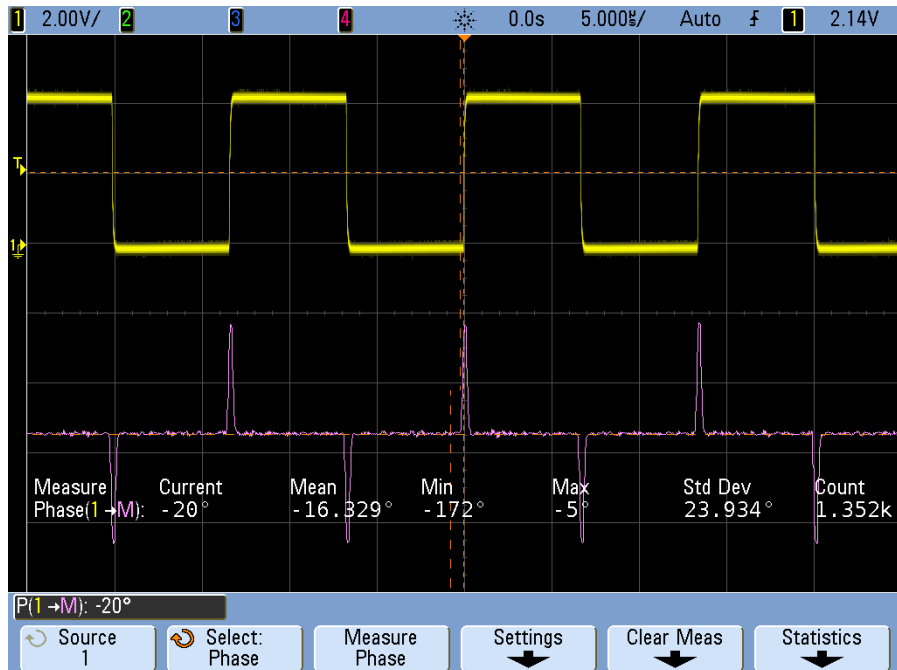 1 2.00V/ 2 3 4 0.0s 5.000µ/ Auto 1 2.14V
T
1
Measure Current Mean Min Max Std Dev Count
Phase(1→M): -20° -16.329° -172° -5° 23.934° 1.352k
P(1→M): -20°
Source Select: Measure Settings Clear Meas Statistics
1 Phase Phase